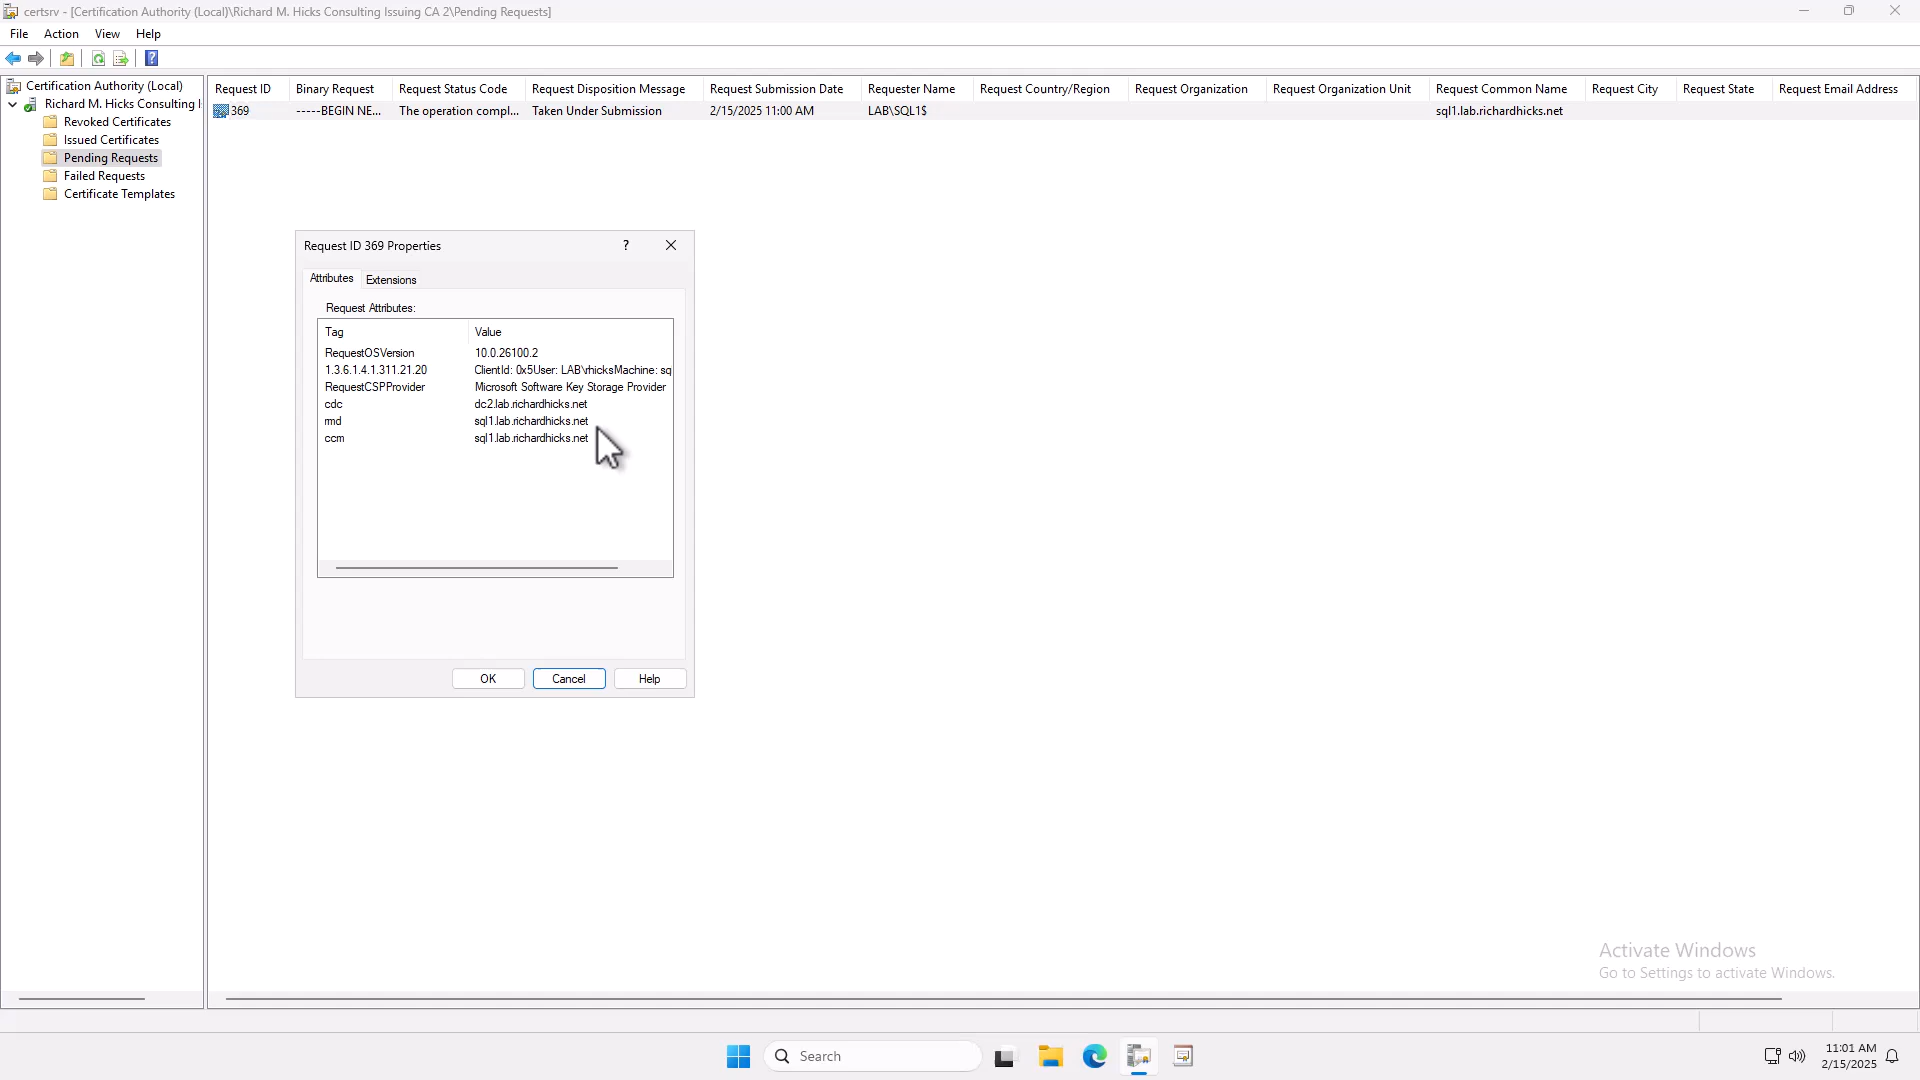 certsrv - [Certification Authority (Local)\Richard M. Hicks Consulting Issuing CA 2\Pending Requests]
File Action View Help
Certification Authority (Local)
Richard M. Hicks Consulting I
Revoked Certificates
Issued Certificates
Pending Requests
Failed Requests
Certificate Templates
Request ID Binary Request Request Status Code Request Disposition Message Request Submission Date Requester Name Request Country/Region Request Organization Request Organization Unit Request Common Name Request City Request State Request Email Address
369 -----BEGIN NE... The operation compl... Taken Under Submission 2/15/2025 11:00 AM LAB\SQL1$ sql1.lab.richardhicks.net
Request ID 369 Properties ?
Attributes Extensions
Request Attributes:
Tag Value
RequestOSVersion 10.0.26100.2
1.3.6.1.4.1.311.21.20 ClientId: 0x5User: LAB\rhicksMachine: sq
RequestCSPProvider Microsoft Software Key Storage Provider
cdc dc2.lab.richardhicks.net
rmd sql1.lab.richardhicks.net
ccm sql1.lab.richardhicks.net
OK Cancel Help
Activate Windows
Go to Settings to activate Windows.
Search
11:01 AM
2/15/2025